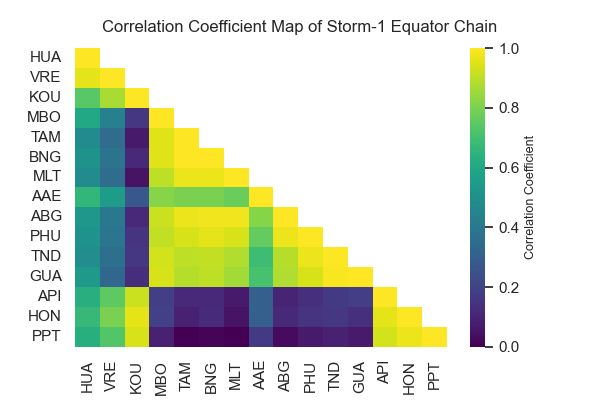 Correlation Coefficient Map of Storm-1 Equator Chain
HUA
VRE
KOU
MBO
TAM
BNG
MLT
AAE
ABG
PHU
TND
GUA
API
HON
PPT
HUA VRE KOU MBO TAM BNG MLT AAE ABG PHU TND GUA API HON PPT
1.0
0.8
0.6
0.4
0.2
0.0
Correlation Coefficient